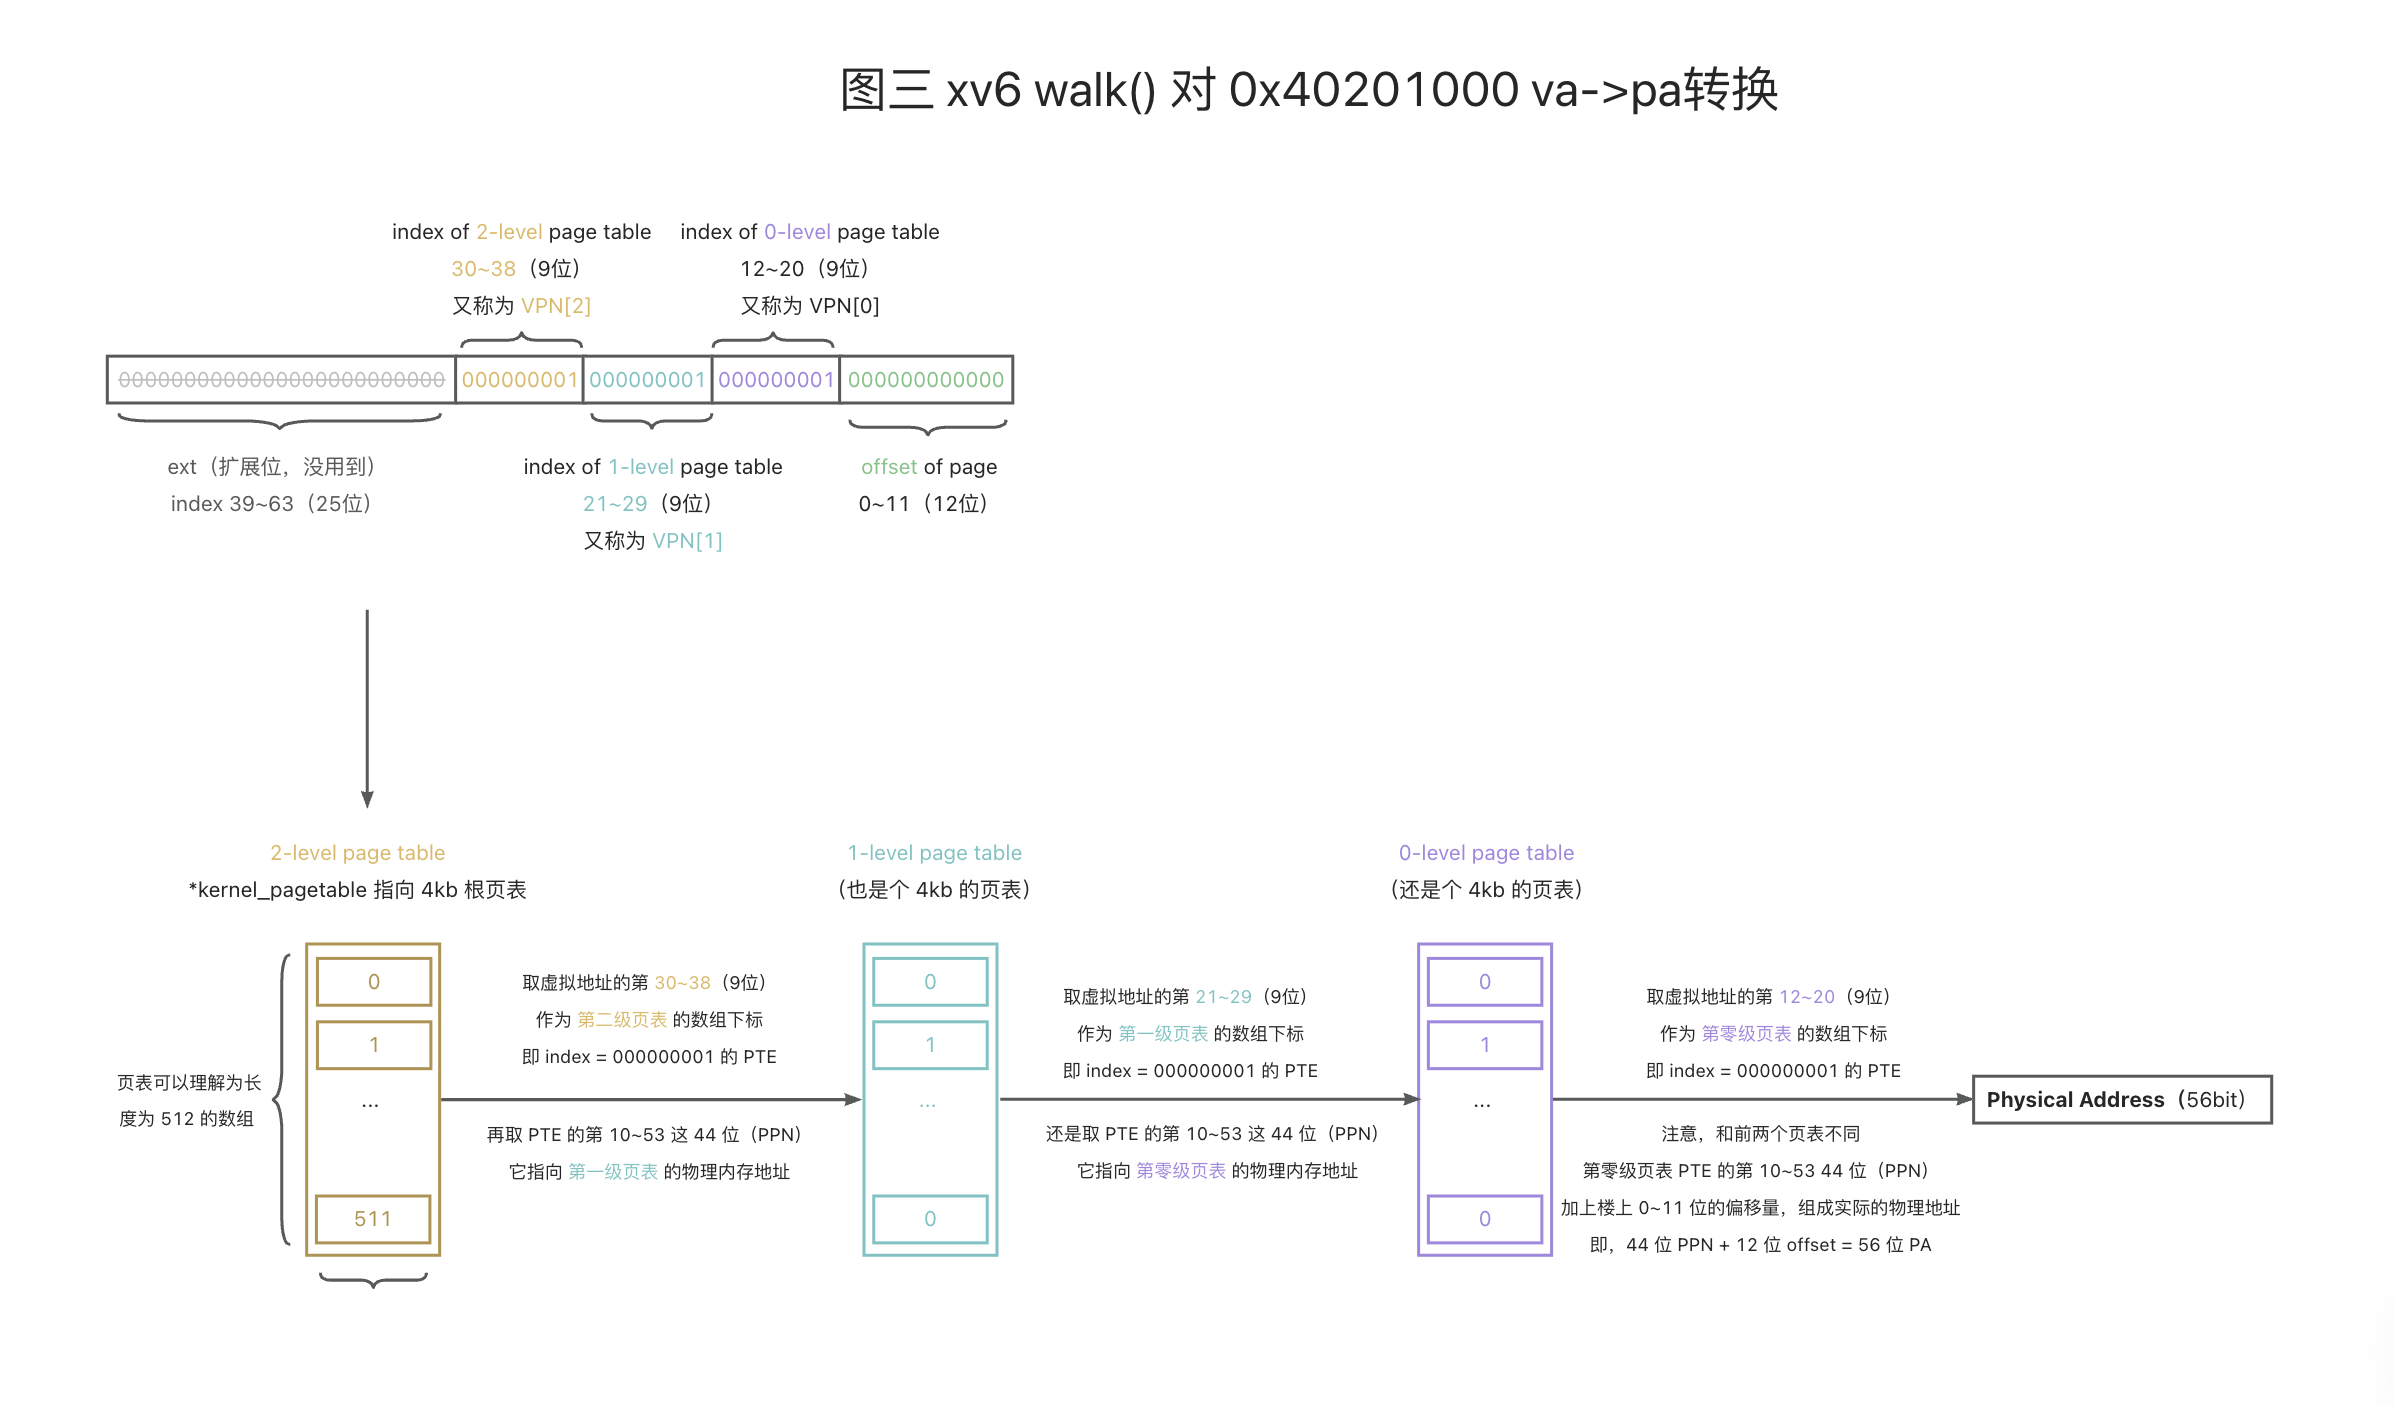 图三 xv6 walk() 对 0x40201000 va->pa转换
index of 2-level page table
30~38（9位）
又称为 VPN[2]
index of 0-level page table
12~20（9位）
又称为 VPN[0]
0000000000000000000000000 000000001 000000001 000000001 000000000000
ext（扩展位，没用到）
index 39~63（25位）
index of 1-level page table
21~29（9位）
又称为 VPN[1]
offset of page
0~11（12位）
2-level page table
*kernel_pagetable 指向 4kb 根页表
1-level page table
（也是个 4kb 的页表）
0-level page table
（还是个 4kb 的页表）
页表可以理解为长
度为 512 的数组
0
1
...
511
取虚拟地址的第 30~38（9位）
作为 第二级页表 的数组下标
即 index = 000000001 的 PTE
再取 PTE 的第 10~53 这 44 位（PPN）
它指向 第一级页表 的物理内存地址
0
1
...
0
取虚拟地址的第 21~29（9位）
作为 第一级页表 的数组下标
即 index = 000000001 的 PTE
还是取 PTE 的第 10~53 这 44 位（PPN）
它指向 第零级页表 的物理内存地址
0
1
...
0
取虚拟地址的第 12~20（9位）
作为 第零级页表 的数组下标
即 index = 000000001 的 PTE
注意，和前两个页表不同
第零级页表 PTE 的第 10~53 44 位（PPN）
加上楼上 0~11 位的偏移量，组成实际的物理地址
即，44 位 PPN + 12 位 offset = 56 位 PA
Physical Address（56bit）